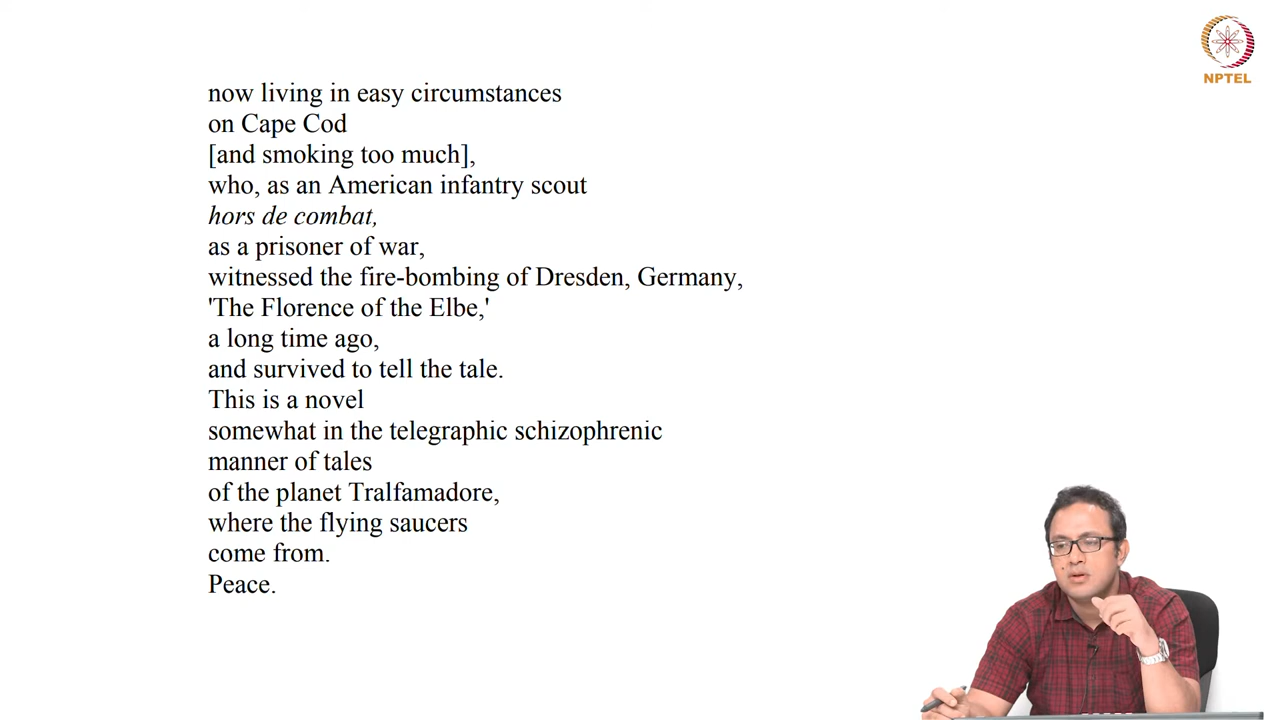 NPTEL
now living in easy circumstances
on Cape Cod
[and smoking too much],
who, as an American infantry scout
hors de combat,
as a prisoner of war,
witnessed the fire-bombing of Dresden, Germany,
'The Florence of the Elbe,'
a long time ago,
and survived to tell the tale.
This is a novel
somewhat in the telegraphic schizophrenic
manner of tales
of the planet Tralfamadore,
where the flying saucers
come from.
Peace.